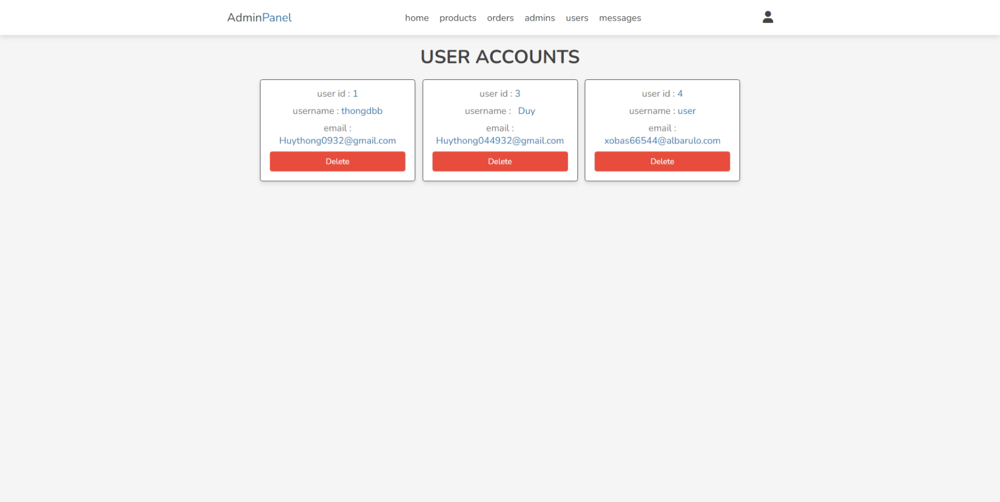 AdminPanel
home products orders admins users messages
USER ACCOUNTS
user id : 1
username : thongdbb
email :
Huythong0932@gmail.com
Delete
user id : 3
username : Duy
email :
Huythong044932@gmail.com
Delete
user id : 4
username : user
email :
xobas66544@albarulo.com
Delete